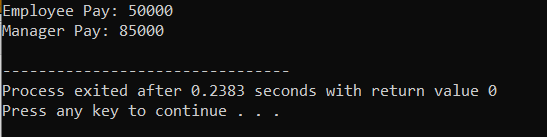 Employee Pay: 50000
Manager Pay: 85000
--------------------------------
Process exited after 0.2383 seconds with return value 0
Press any key to continue . . .